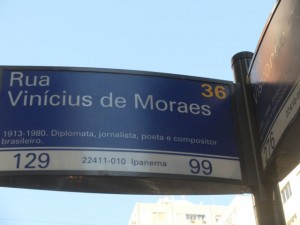 Rua
36
Vinícius de Moraes
1913-1980. Diplomata, jornalista, poeta e compositor
brasileiro.
129
22411-010 Ipanema
99